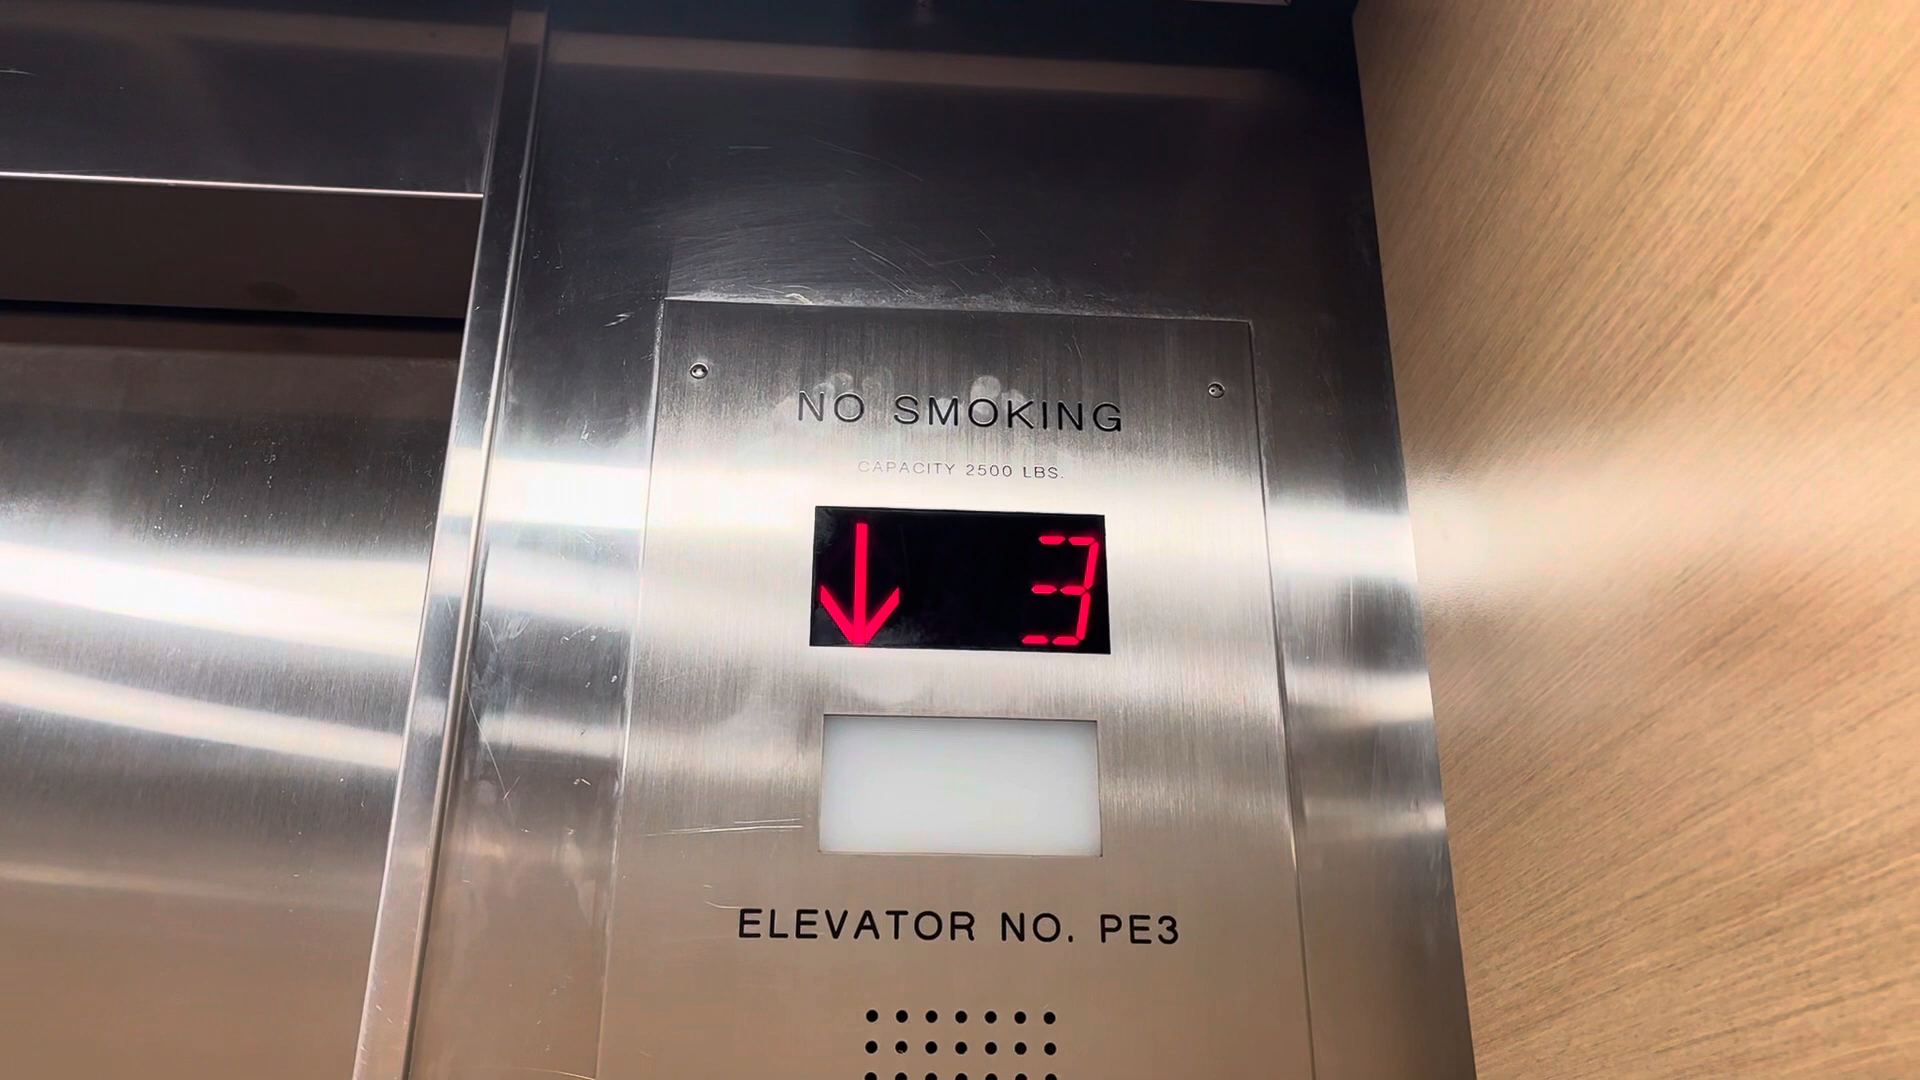 NO SMOKING
CAPACITY 2500 LBS.
↓ 3
ELEVATOR NO. PE3